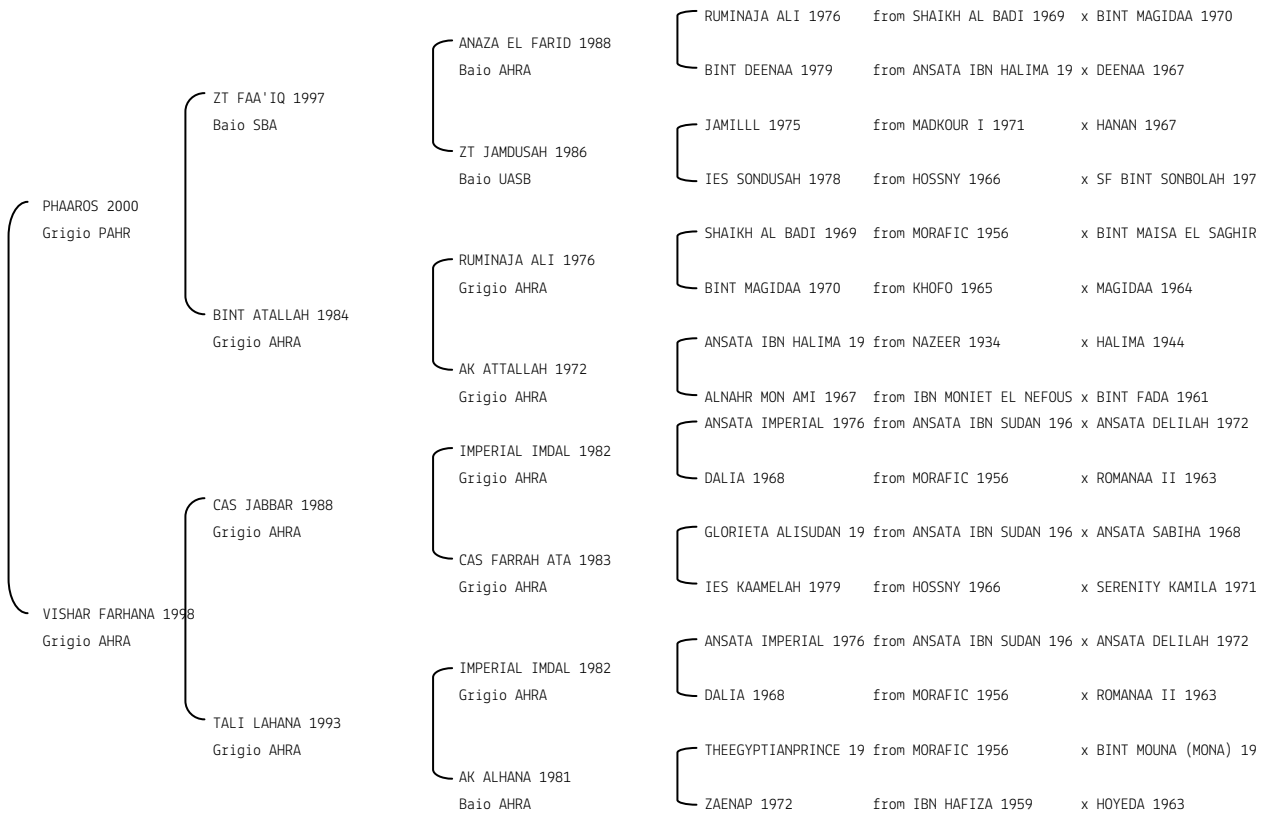 RUMINAJA ALI 1976 from SHAIKH AL BADI 1969 x BINT MAGIDAA 1970
ANAZA EL FARID 1988
Baio AHRA
BINT DEENAA 1979 from ANSATA IBN HALIMA 19 x DEENAA 1967
ZT FAA'IQ 1997
Baio SBA
JAMILLL 1975 from MADKOUR I 1971 x HANAN 1967
ZT JAMDUSAH 1986
Baio UASB
IES SONDUSAH 1978 from HOSSNY 1966 x SF BINT SONBOLAH 197
PHAAROS 2000
Grigio PAHR
SHAIKH AL BADI 1969 from MORAFIC 1956 x BINT MAISA EL SAGHIR
RUMINAJA ALI 1976
Grigio AHRA
BINT MAGIDAA 1970 from KHOFO 1965 x MAGIDAA 1964
BINT ATALLAH 1984
Grigio AHRA
ANSATA IBN HALIMA 19 from NAZEER 1934 x HALIMA 1944
AK ATTALLAH 1972
Grigio AHRA
ALNAHR MON AMI 1967 from IBN MONIET EL NEFOUS x BINT FADA 1961
ANSATA IMPERIAL 1976 from ANSATA IBN SUDAN 196 x ANSATA DELILAH 1972
IMPERIAL IMDAL 1982
Grigio AHRA
DALIA 1968 from MORAFIC 1956 x ROMANAA II 1963
CAS JABBAR 1988
Grigio AHRA
GLORIETA ALISUDAN 19 from ANSATA IBN SUDAN 196 x ANSATA SABIHA 1968
CAS FARRAH ATA 1983
Grigio AHRA
IES KAAMELAH 1979 from HOSSNY 1966 x SERENITY KAMILA 1971
VISHAR FARHANA 1998
Grigio AHRA
ANSATA IMPERIAL 1976 from ANSATA IBN SUDAN 196 x ANSATA DELILAH 1972
IMPERIAL IMDAL 1982
Grigio AHRA
DALIA 1968 from MORAFIC 1956 x ROMANAA II 1963
TALI LAHANA 1993
Grigio AHRA
THEEGYPTIANPRINCE 19 from MORAFIC 1956 x BINT MOUNA (MONA) 19
AK ALHANA 1981
Baio AHRA
ZAENAP 1972 from IBN HAFIZA 1959 x HOYEDA 1963